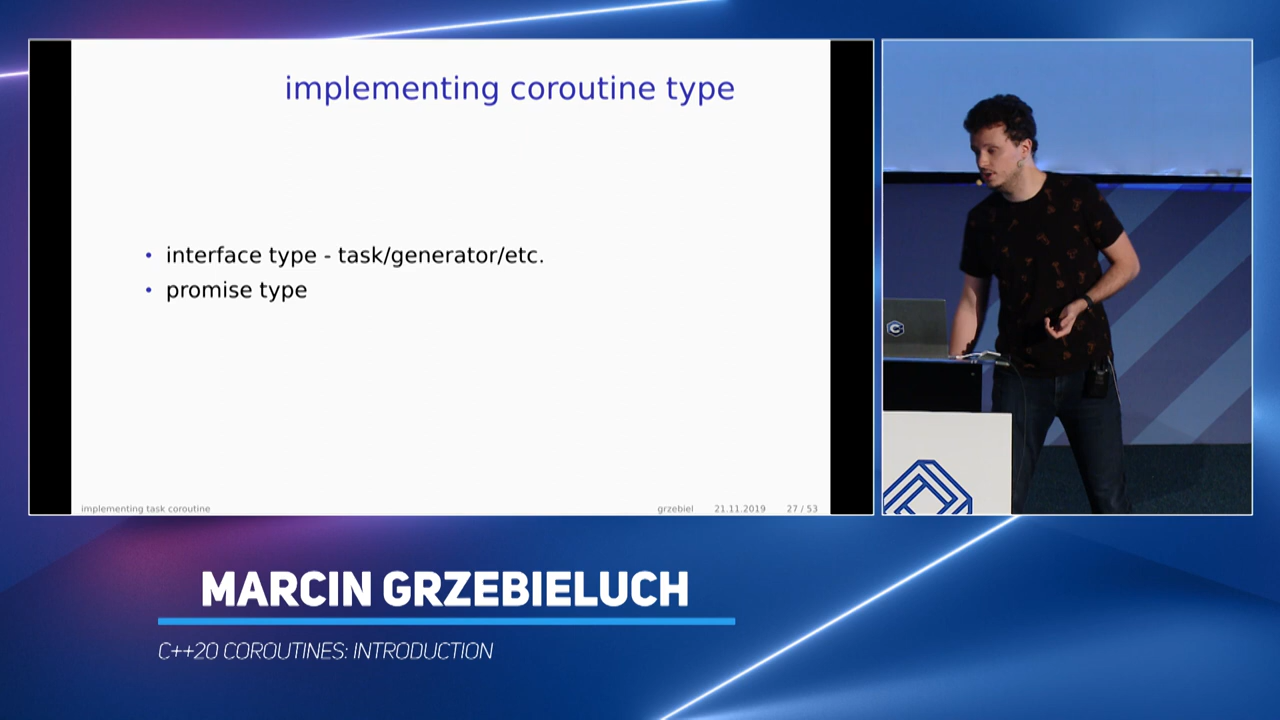 implementing coroutine type
• interface type - task/generator/etc.
• promise type
implementing task coroutine
grzebiel 21.11.2019 27 / 53
MARCIN GRZEBIELUCH
C++20 COROUTINES: INTRODUCTION